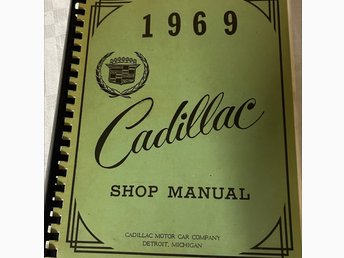 1969
Cadillac
SHOP MANUAL
CADILLAC MOTOR CAR COMPANY
DETROIT, MICHIGAN